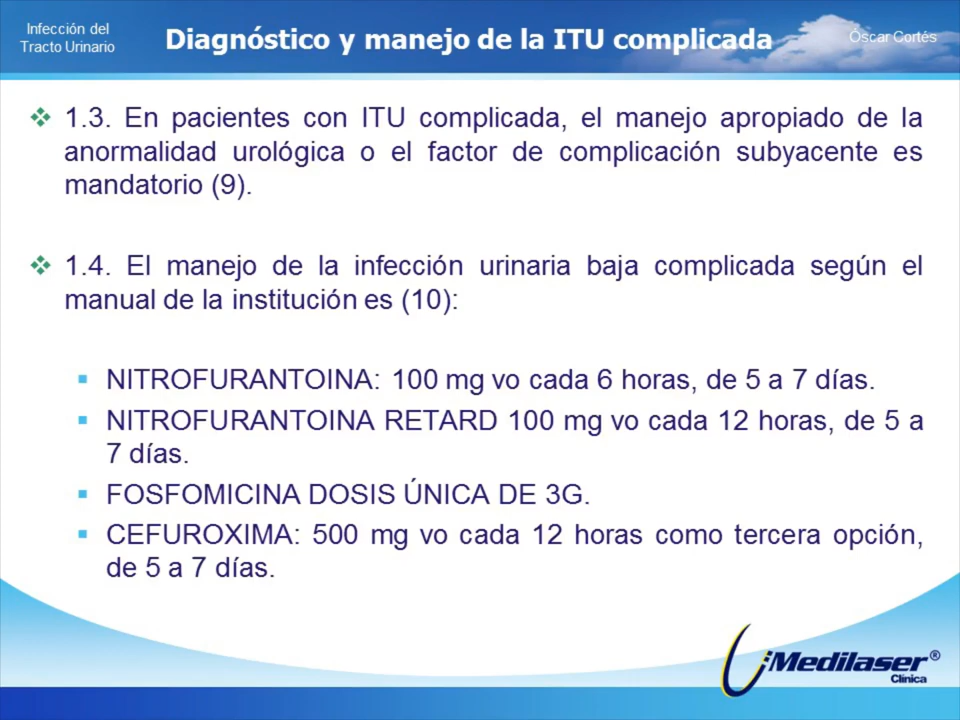 Infección del
Tracto Urinario
Diagnóstico y manejo de la ITU complicada
Óscar Cortés
1.3. En pacientes con ITU complicada, el manejo apropiado de la
anormalidad urológica o el factor de complicación subyacente es
mandatorio (9).
1.4. El manejo de la infección urinaria baja complicada según el
manual de la institución es (10):
NITROFURANTOINA: 100 mg vo cada 6 horas, de 5 a 7 días.
NITROFURANTOINA RETARD 100 mg vo cada 12 horas, de 5 a
7 días.
FOSFOMICINA DOSIS ÚNICA DE 3G.
CEFUROXIMA: 500 mg vo cada 12 horas como tercera opción,
de 5 a 7 días.
Medilaser®
Clínica